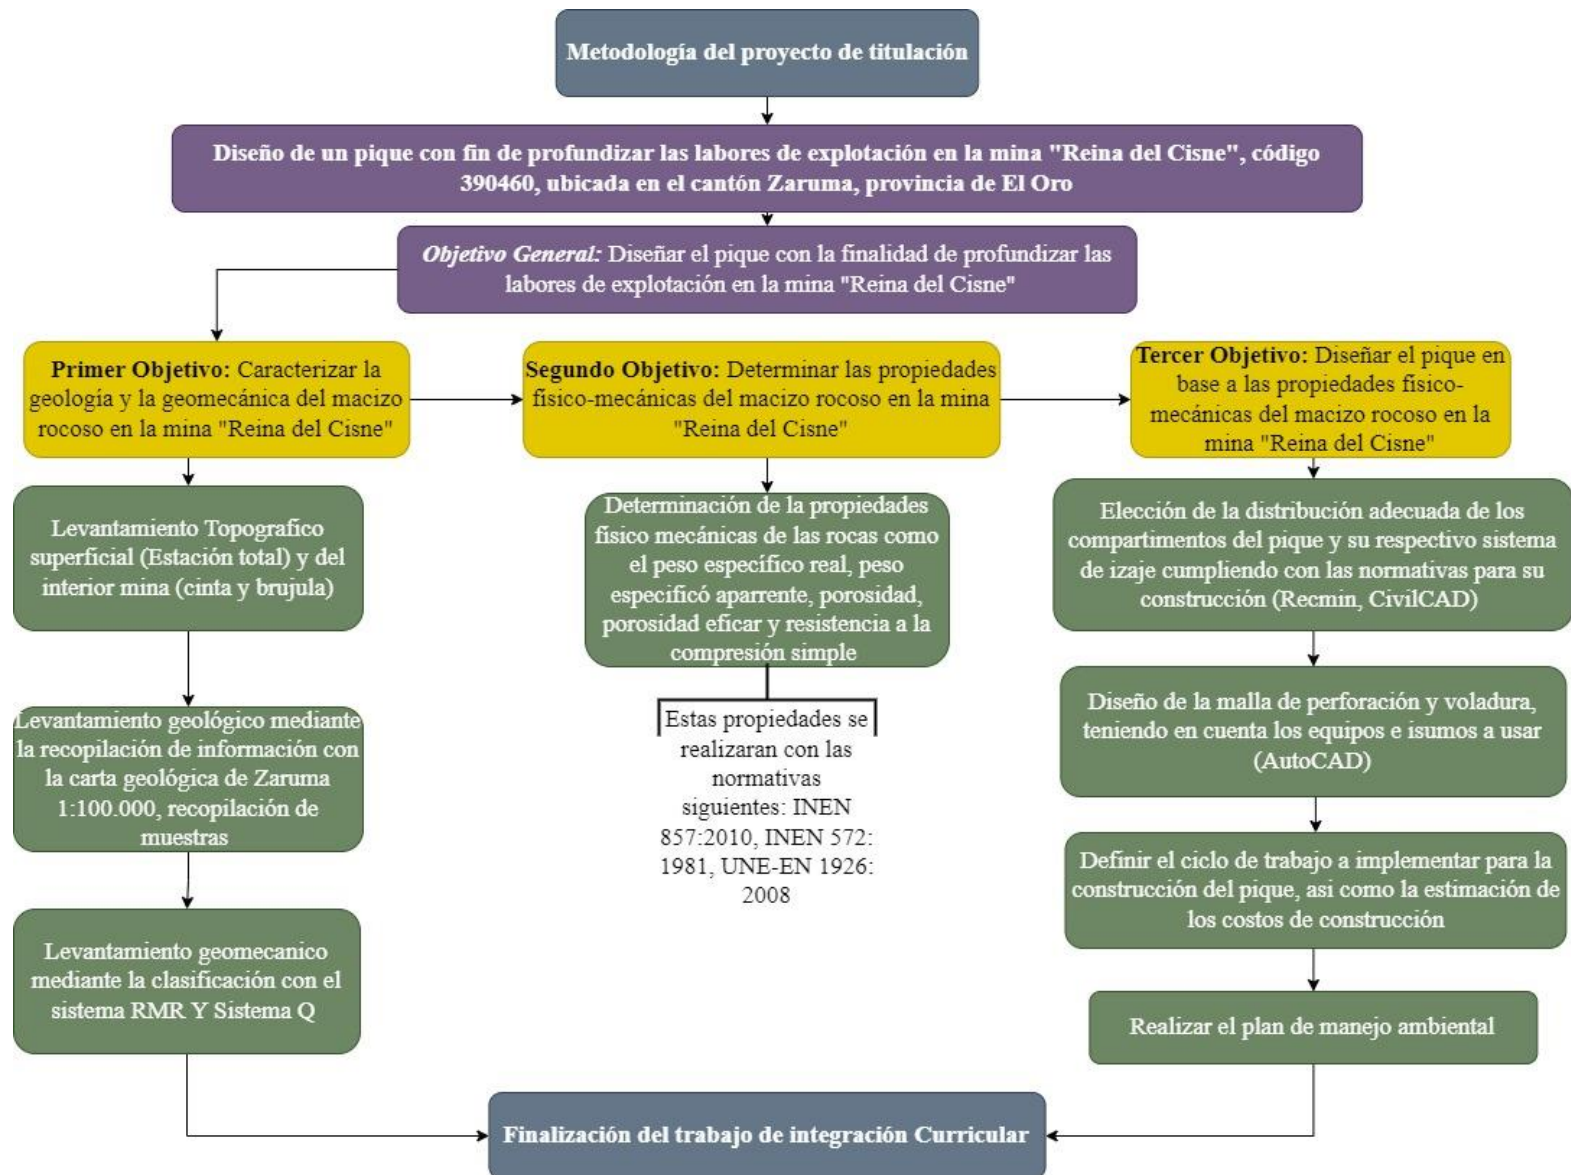 Metodología del proyecto de titulación
Diseño de un pique con fin de profundizar las labores de explotación en la mina "Reina del Cisne", código
390460, ubicada en el cantón Zaruma, provincia de El Oro
Objetivo General: Diseñar el pique con la finalidad de profundizar las
labores de explotación en la mina "Reina del Cisne"
Primer Objetivo: Caracterizar la
geología y la geomecánica del macizo
rocoso en la mina "Reina del Cisne"
Segundo Objetivo: Determinar las propiedades
físico-mecánicas del macizo rocoso en la mina
"Reina del Cisne"
Tercer Objetivo: Diseñar el pique en
base a las propiedades físico-
mecánicas del macizo rocoso en la
mina "Reina del Cisne"
Levantamiento Topografico
superficial (Estación total) y del
interior mina (cinta y brujula)
Levantamiento geológico mediante
la recopilación de información con
la carta geológica de Zaruma
1:100.000, recopilación de
muestras
Levantamiento geomecanico
mediante la clasificación con el
sistema RMR Y Sistema Q
Determinación de la propiedades
físico mecánicas de las rocas como
el peso específico real, peso
especificó aparente, porosidad,
porosidad eficar y resistencia a la
compresión simple
Estas propiedades se
realizaran con las
normativas
siguientes: INEN
857:2010, INEN 572:
1981, UNE-EN 1926:
2008
Elección de la distribución adecuada de los
compartimentos del pique y su respectivo sistema
de izaje cumpliendo con las normativas para su
construcción (Recmin, CivilCAD)
Diseño de la malla de perforación y voladura,
teniendo en cuenta los equipos e isumos a usar
(AutoCAD)
Definir el ciclo de trabajo a implementar para la
construcción del pique, asi como la estimación de
los costos de construcción
Realizar el plan de manejo ambiental
Finalización del trabajo de integración Curricular